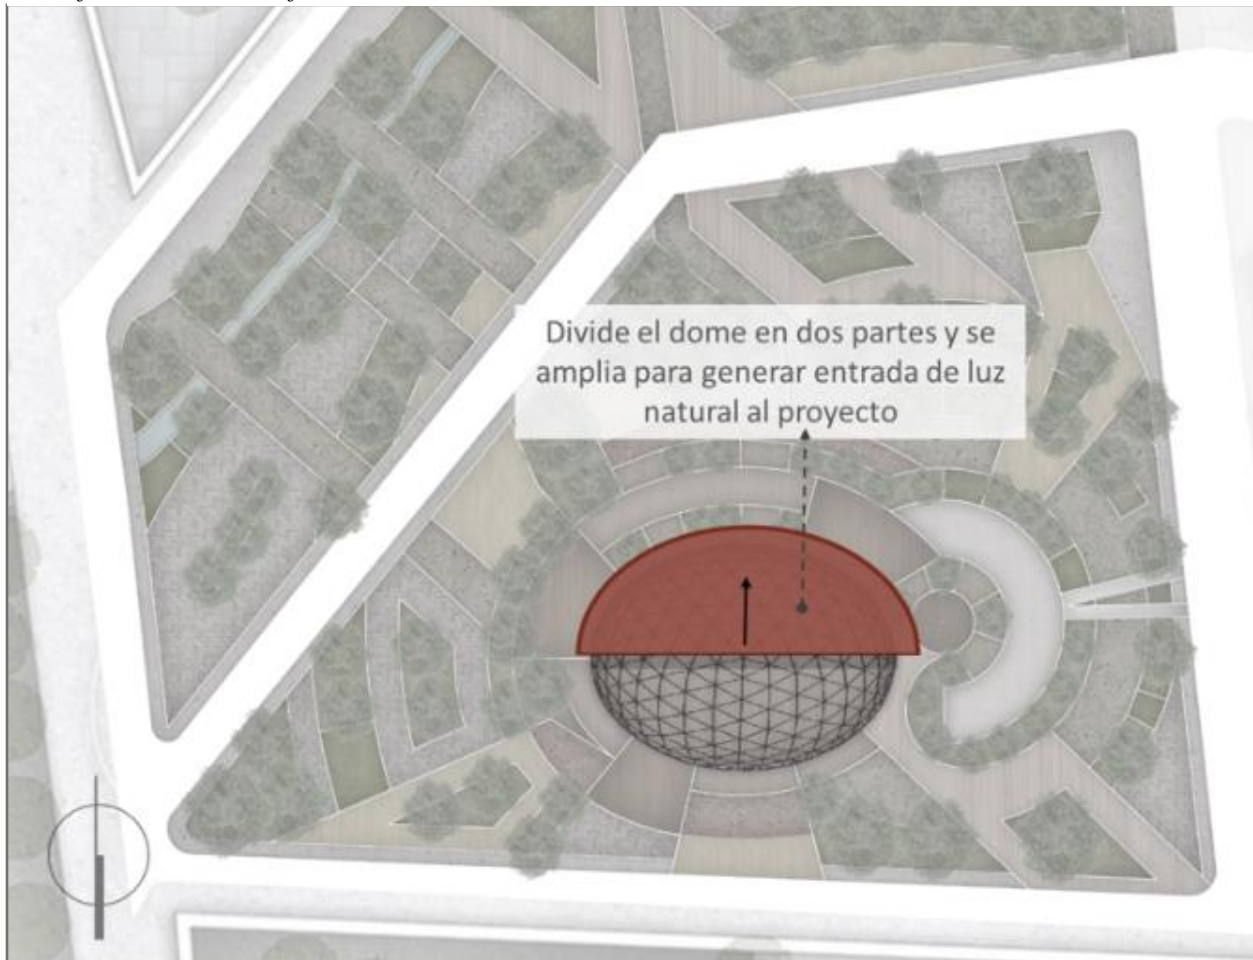 Divide el dome en dos partes y se
amplia para generar entrada de luz
natural al proyecto